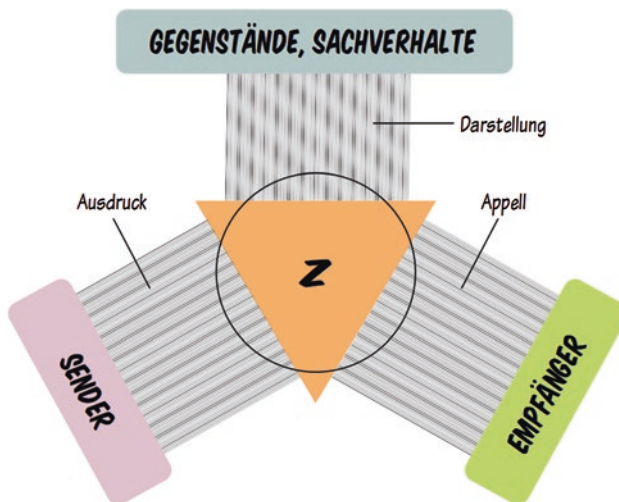 GEGENSTÄNDE, SACHVERHALTE
Darstellung
Ausdruck
Appell
Z
SENDER
EMPFÄNGER